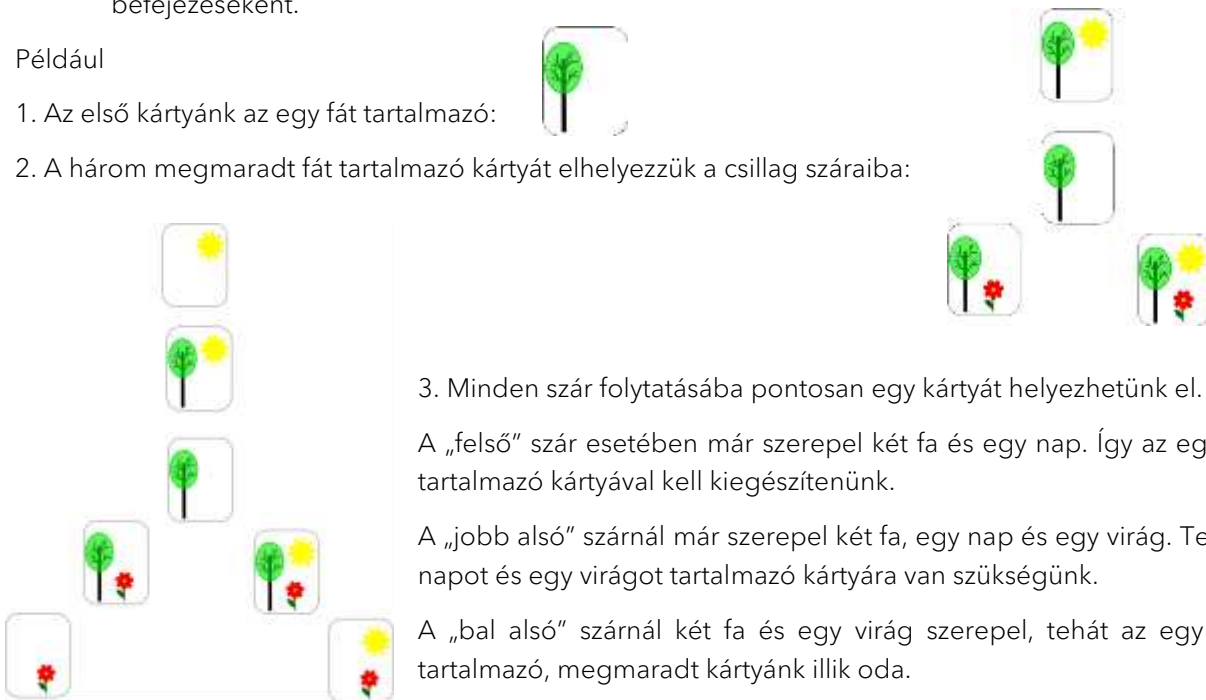 befejezéseként.
Például
1. Az első kártyánk az egy fát tartalmazó:
2. A három megmaradt fát tartalmazó kártyát elhelyezzük a csillag száraiba:
3. Minden szár folytatásába pontosan egy kártyát helyezhetünk el.
A „felső” szár esetében már szerepel két fa és egy nap. Így az eg
tartalmazó kártyával kell kiegészítenünk.
A „jobb alsó” szárnál már szerepel két fa, egy nap és egy virág. Te
napot és egy virágot tartalmazó kártyára van szükségünk.
A „bal alsó” szárnál két fa és egy virág szerepel, tehát az egy
tartalmazó, megmaradt kártyánk illik oda.